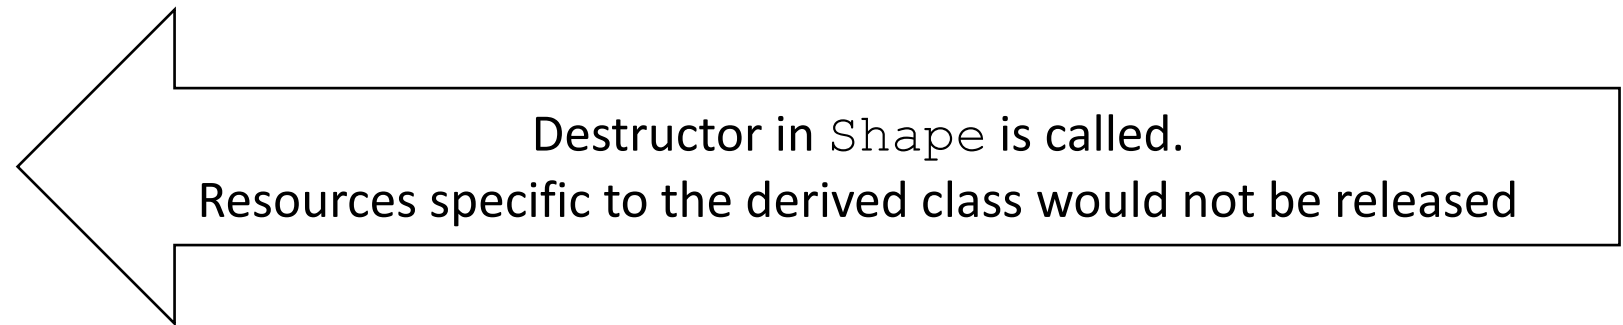 Destructor in Shape is called.
Resources specific to the derived class would not be released